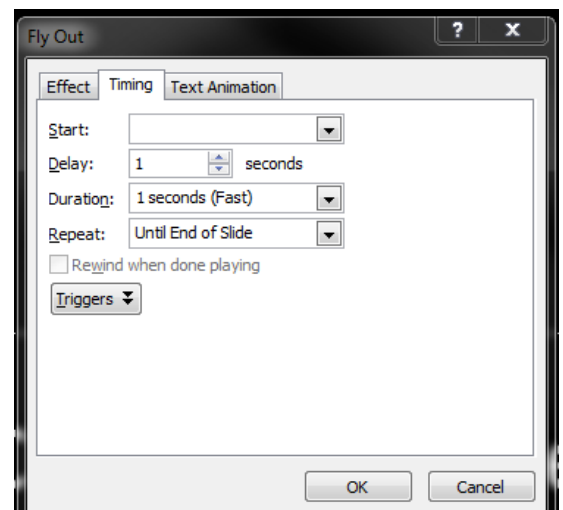 Fly Out ? x
Effect Timing Text Animation
Start:
Delay: 1 seconds
Duration: 1 seconds (Fast)
Repeat: Until End of Slide
Rewind when done playing
Triggers
OK Cancel